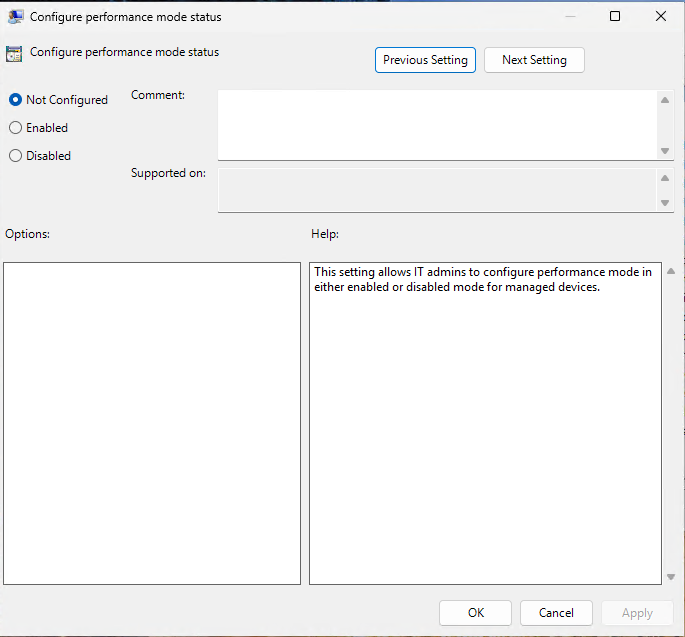 Configure performance mode status
Configure performance mode status
Previous Setting
Next Setting
Not Configured
Enabled
Disabled
Comment:
Supported on:
Options:
Help:
This setting allows IT admins to configure performance mode in
either enabled or disabled mode for managed devices.
OK
Cancel
Apply